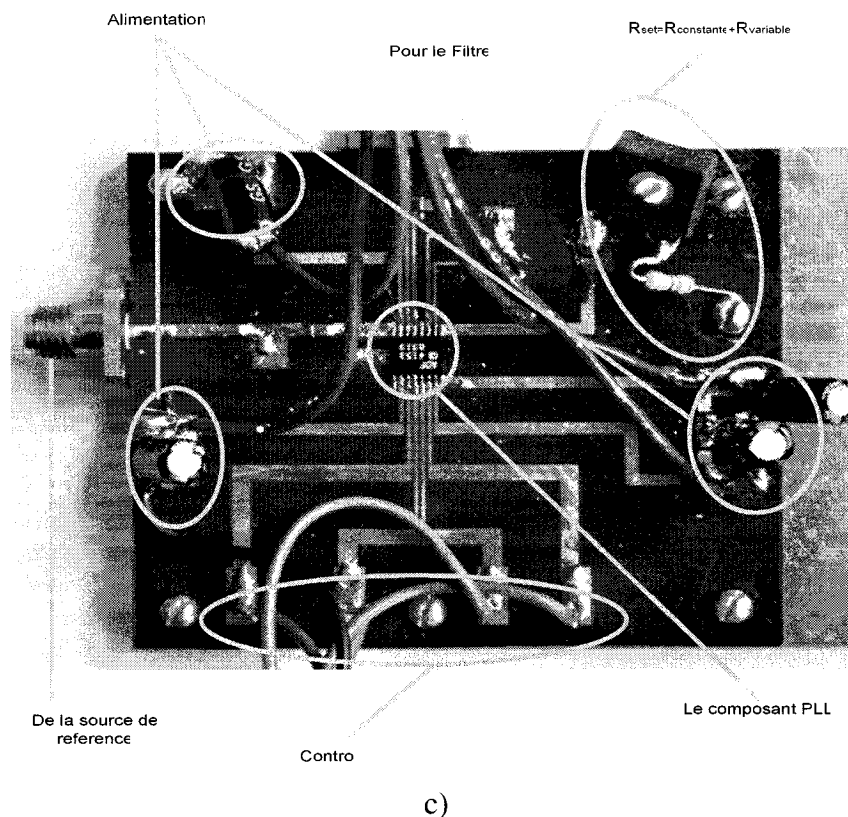 Alimentation
Rset=Rconstante+Rvariable
Pour le Filtre
De la source de
reference
Le composant PLL
Contro
c)